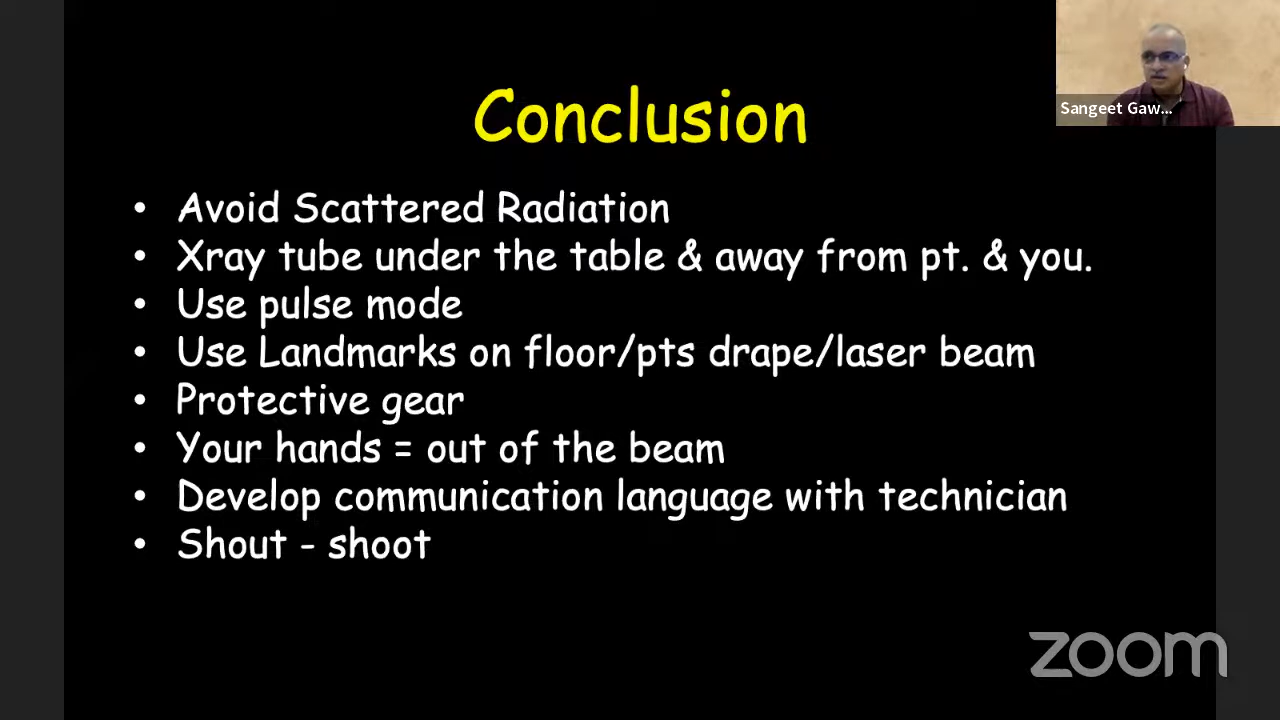 Conclusion
Sangeet Gaw...
• Avoid Scattered Radiation
• Xray tube under the table & away from pt. & you.
• Use pulse mode
• Use Landmarks on floor/pts drape/laser beam
• Protective gear
• Your hands = out of the beam
• Develop communication language with technician
• Shout - shoot
zoom